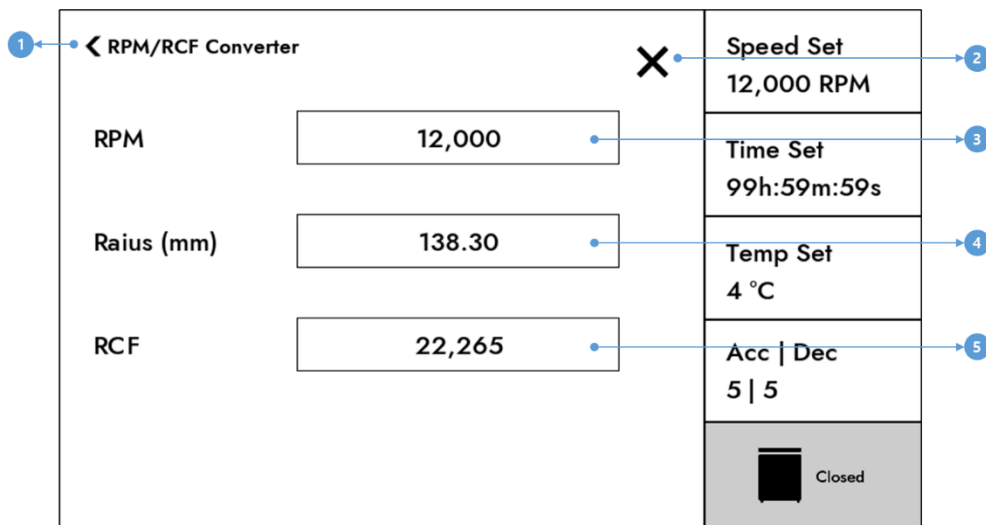 1
RPM/RCF Converter
2
RPM
12,000
3
Raius (mm)
138.30
4
RCF
22,265
5
Speed Set
12,000 RPM
Time Set
99h:59m:59s
Temp Set
4 °C
Acc | Dec
5 | 5
Closed